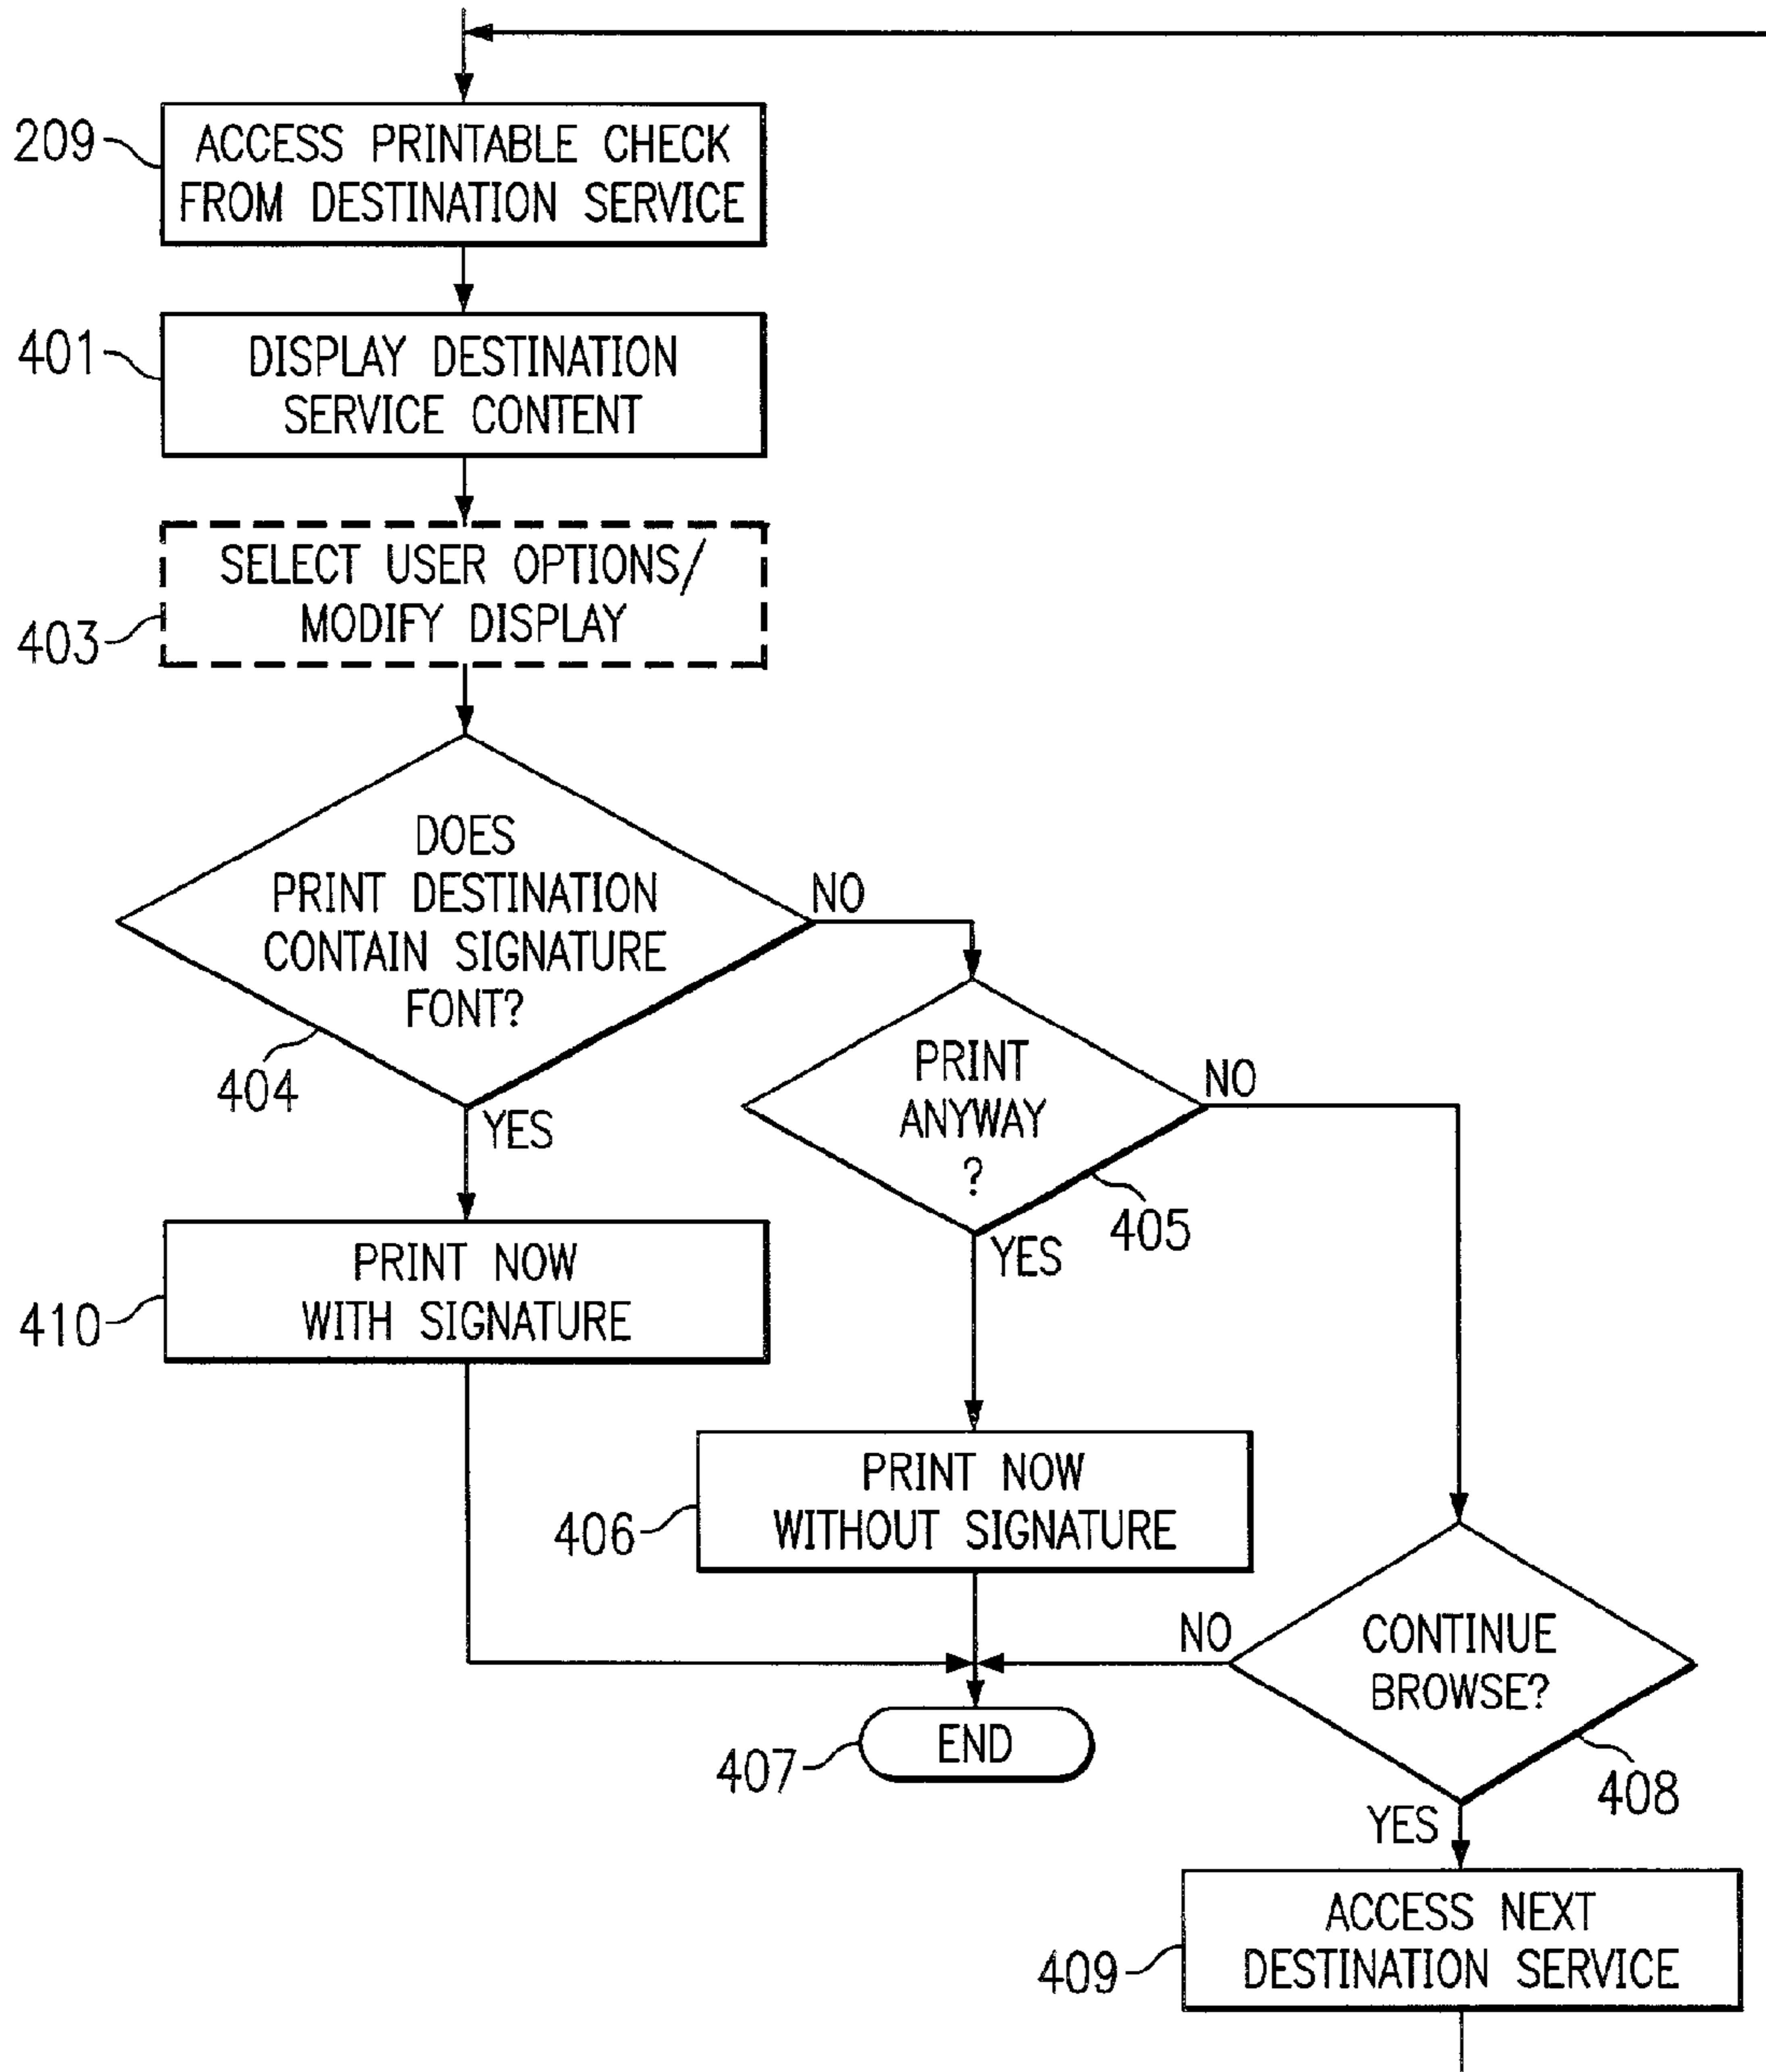 209
ACCESS PRINTABLE CHECK
FROM DESTINATION SERVICE
401
DISPLAY DESTINATION
SERVICE CONTENT
403
SELECT USER OPTIONS/
MODIFY DISPLAY
DOES
PRINT DESTINATION
CONTAIN SIGNATURE
FONT?
404
NO
YES
PRINT
ANYWAY
?
405
NO
YES
410
PRINT NOW
WITH SIGNATURE
406
PRINT NOW
WITHOUT SIGNATURE
NO
CONTINUE
BROWSE?
408
YES
407
END
409
ACCESS NEXT
DESTINATION SERVICE